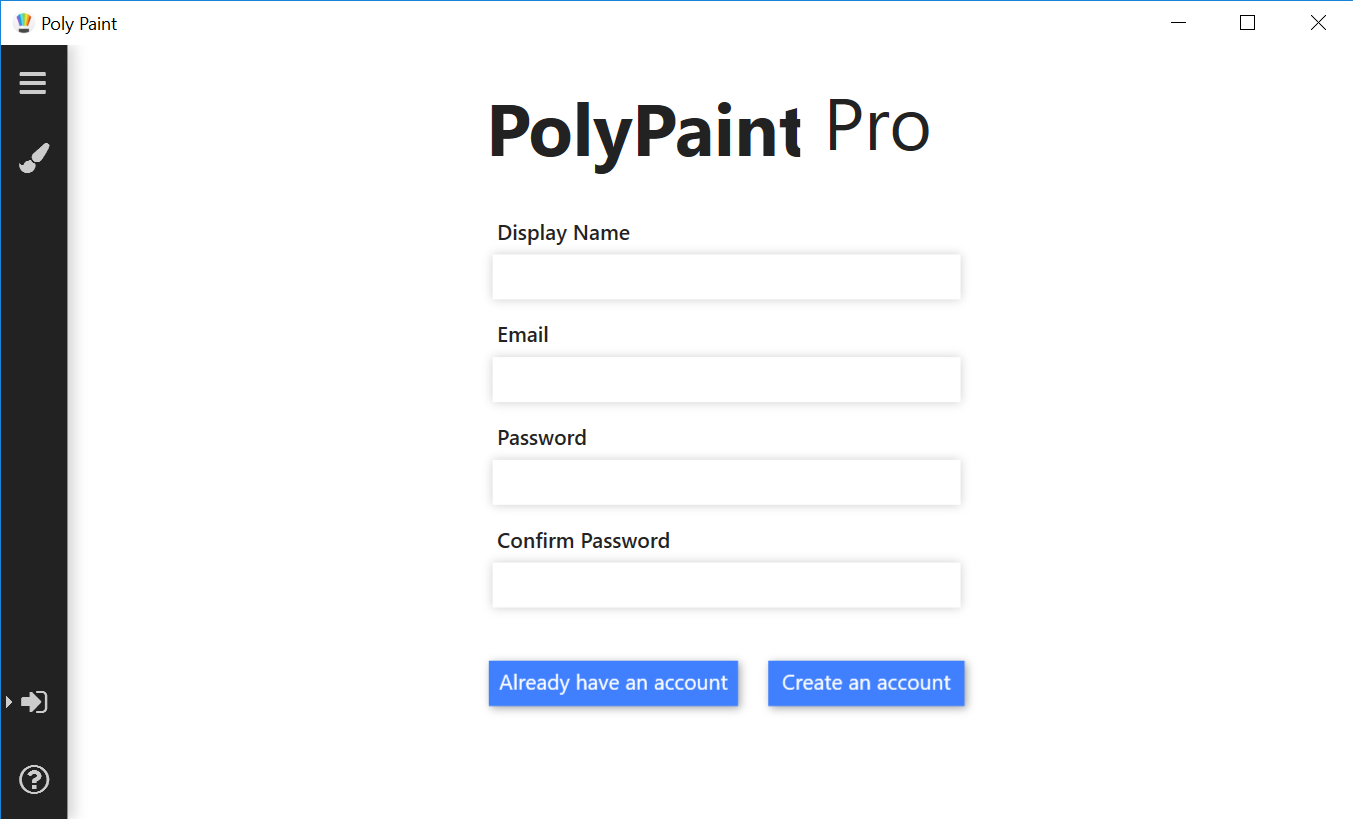 Poly Paint
PolyPaint Pro
Display Name
Email
Password
Confirm Password
Already have an account
Create an account